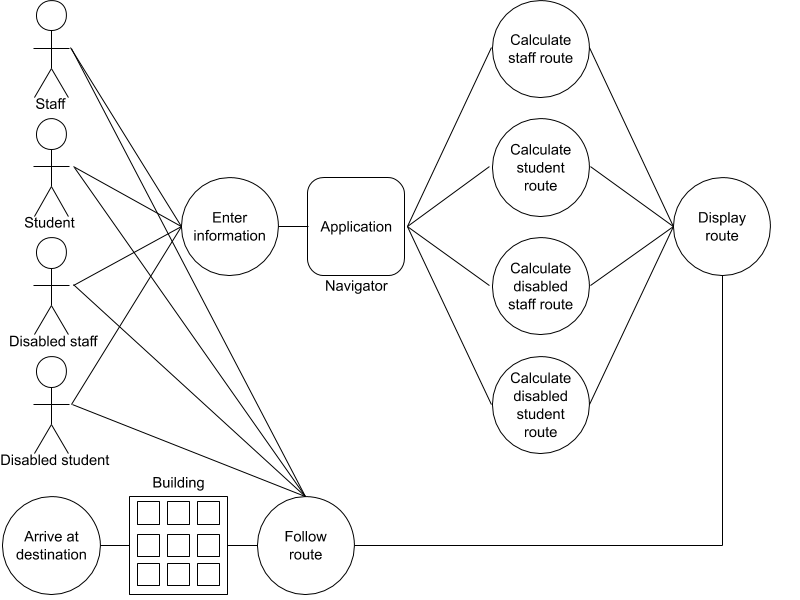 Staff
Student
Disabled staff
Disabled student
Enter
information
Application
Navigator
Calculate
staff route
Calculate
student
route
Calculate
disabled
staff route
Calculate
disabled
student
route
Display
route
Building
Arrive at
destination
Follow
route